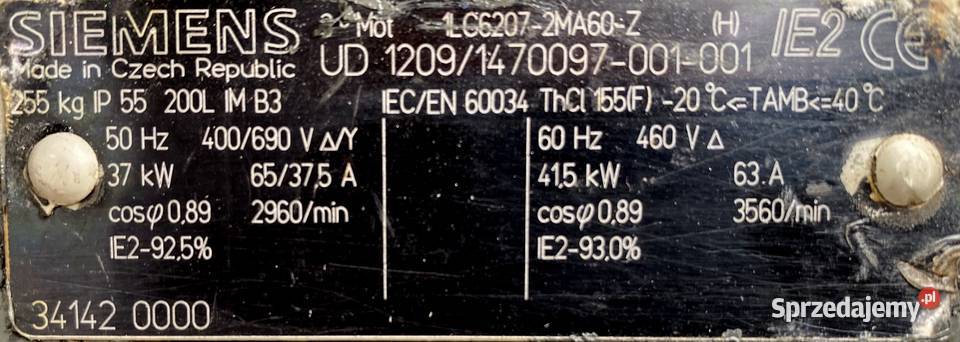 SIEMENS
3~ Mot 1LG6207-2MA60-Z (H) IE2 CE
Made in Czech Republic UD 1209/1470097-001-001
255 kg IP 55 200L IM B3 IEC/EN 60034 ThCl 155(F) -20 °C<=TAMB<=40 °C
50 Hz 400/690 V Δ/Y 60 Hz 460 V Δ
37 kW 65/37,5 A 41,5 kW 63.A
cosφ 0,89 2960/min cosφ 0,89 3560/min
IE2-92,5% IE2-93,0%
34142 0000
Sprzedajemy.pl